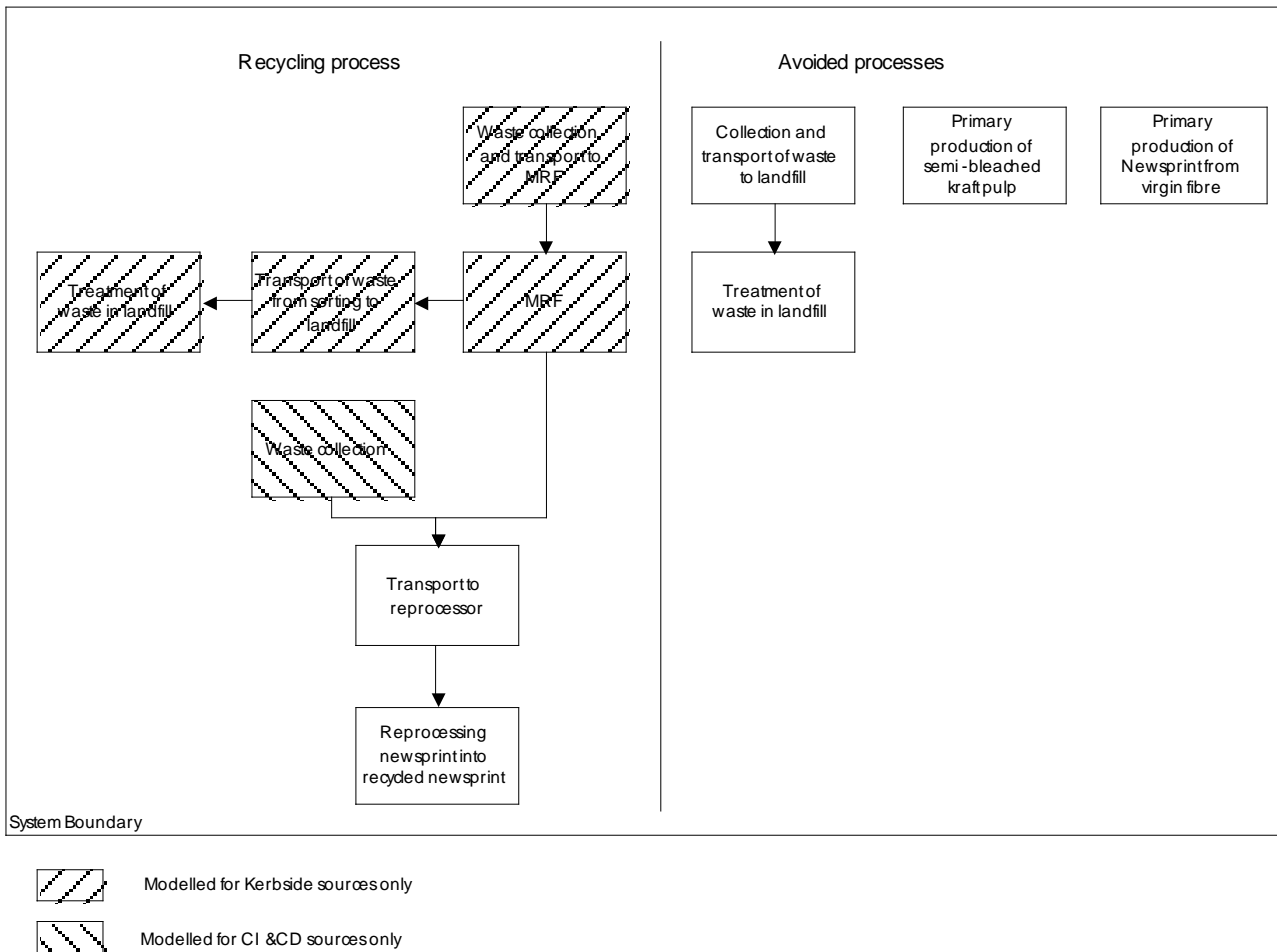 Recycling process
Avoided processes
Waste collection
and transport to
MRF
Collection and
transport of waste
to landfill
Primary
production of
semi-bleached
kraft pulp
Primary
production of
Newsprint from
virgin fibre
Treatment of
waste in landfill
Transport of waste
from sorting to
landfill
MRF
Treatment of
waste in landfill
Waste collection
Transport to
reprocessor
Reprocessing
newsprint into
recycled newsprint
System Boundary
Modelled for Kerbside sources only
Modelled for CI &CD sources only